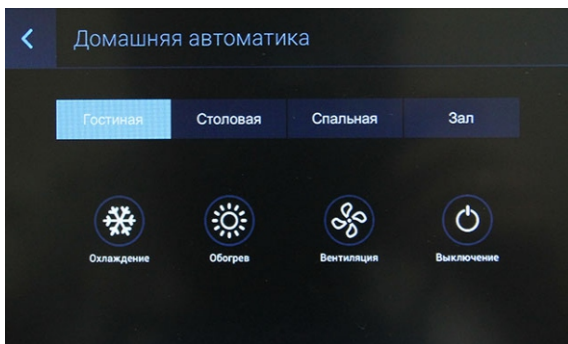 Домашняя автоматика
Гостиная Столовая Спальная Зал
Охлаждение Обогрев Вентиляция Выключение